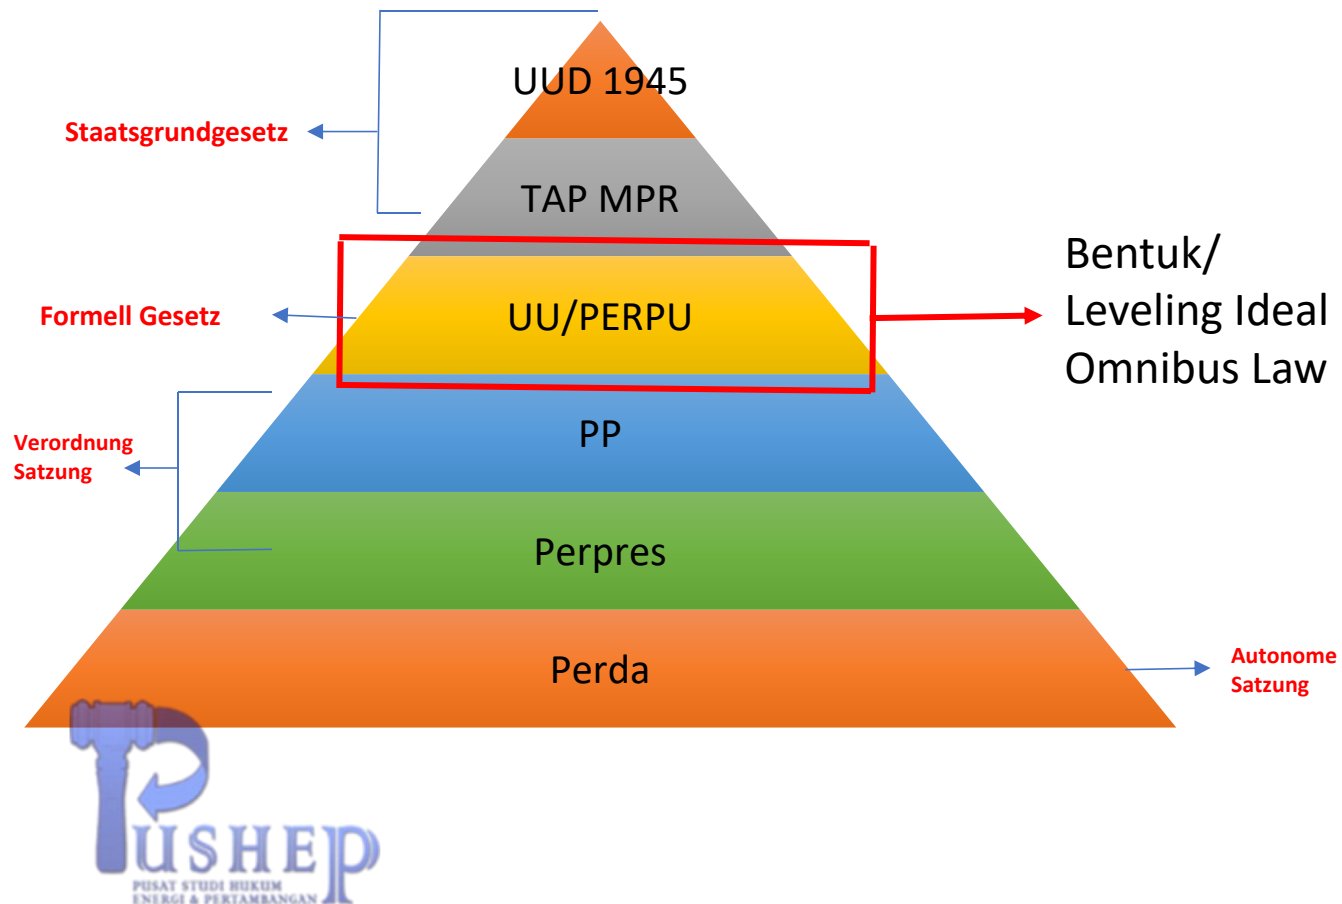 UUD 1945
Staatsgrundgesetz
TAP MPR
Bentuk/
Leveling Ideal
Omnibus Law
Formell Gesetz
UU/PERPU
PP
Verordnung
Satzung
Perpres
Perda
Autonome
Satzung
PUSHEP
PUSAT STUDI HUKUM
ENERGI & PERTAMBANGAN